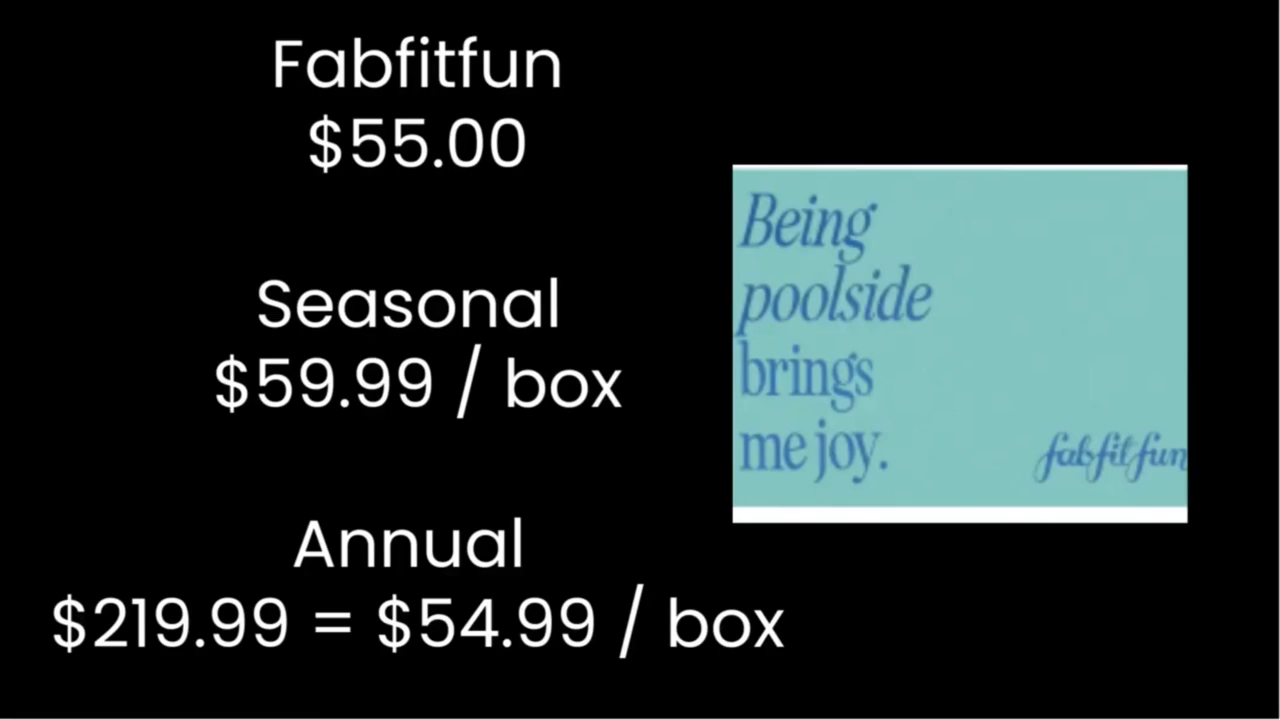 Fabfitfun
$55.00
Seasonal
$59.99 / box
Annual
$219.99 = $54.99 / box
Being
poolside
brings
me joy.
fabfitfun